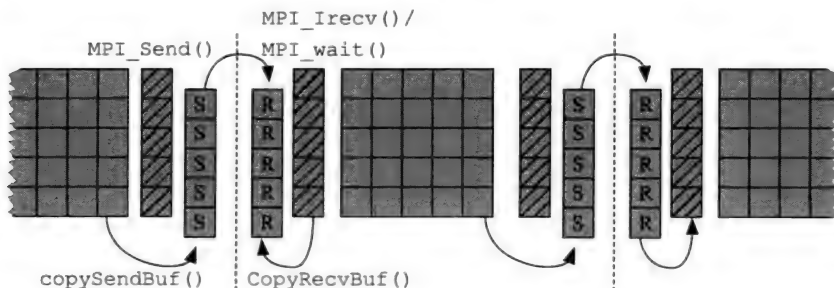 MPI_Irecv()/
MPI_Send() MPI_wait()
S R S R
S R S R
S R S R
S R S R
S R S R
copySendBuf() CopyRecvBuf()